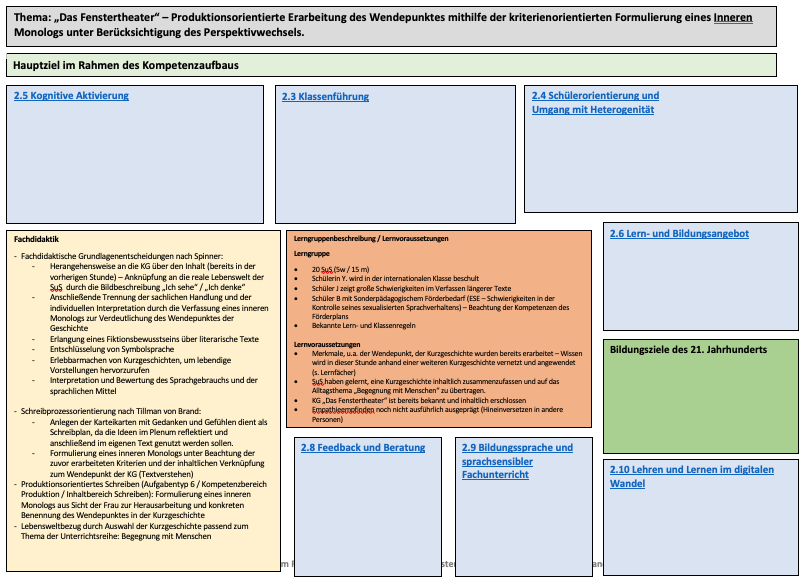 Thema: „Das Fenstertheater“ – Produktionsorientierte Erarbeitung des Wendepunktes mithilfe der kriterienorientierten Formulierung eines Inneren
Monologs unter Berücksichtigung des Perspektivwechsels.
Hauptziel im Rahmen des Kompetenzaufbaus
2.5 Kognitive Aktivierung
2.3 Klassenführung
2.4 Schülerorientierung und
Umgang mit Heterogenität
Fachdidaktik
- Fachdidaktische Grundlagenentscheidungen nach Spinner:
- Herangehensweise an die KG über den Inhalt (bereits in der
vorherigen Stunde) – Anknüpfung an die reale Lebenswelt der
SuS durch die Bildbeschreibung „Ich sehe“ / „Ich denke“
- Anschließende Trennung der sachlichen Handlung und der
individuellen Interpretation durch die Verfassung eines inneren
Monologs zur Verdeutlichung des Wendepunktes der
Geschichte
- Erlangung eines Fiktionsbewusstseins über literarische Texte
- Entschlüsselung von Symbolsprache
- Erlebbarmachen von Kurzgeschichten, um lebendige
Vorstellungen hervorzurufen
- Interpretation und Bewertung des Sprachgebrauchs und der
sprachlichen Mittel
- Schreibprozessorientierung nach Tillman von Brand:
- Anlegen der Karteikarten mit Gedanken und Gefühlen dient als
Schreibplan, da die Ideen im Plenum reflektiert und
anschließend im eigenen Text genutzt werden sollen.
- Formulierung eines inneren Monologs unter Beachtung der
zuvor erarbeiteten Kriterien und der inhaltlichen Verknüpfung
zum Wendepunkt der KG (Textverstehen)
- Produktionsorientiertes Schreiben (Aufgabentyp 6 / Kompetenzbereich
Produktion / Inhaltbereich Schreiben): Formulierung eines inneren
Monologs aus Sicht der Frau zur Herausarbeitung und konkreten
Benennung des Wendepunktes in der Kurzgeschichte
- Lebensweltbezug durch Auswahl der Kurzgeschichte passend zum
Thema der Unterrichtsreihe: Begegnung mit Menschen
Lerngruppenbeschreibung / Lernvoraussetzungen
Lerngruppe
• 20 SuS (5w / 15 m)
• Schülerin Y. wird in der internationalen Klasse beschult
• Schüler J zeigt große Schwierigkeiten im Verfassen längerer Texte
• Schüler B mit Sonderpädagogischem Förderbedarf (ESE – Schwierigkeiten in der
Kontrolle seines sexualisierten Sprachverhaltens) – Beachtung der Kompetenzen des
Förderplans
• Bekannte Lern- und Klassenregeln
Lernvoraussetzungen
• Merkmale, u.a. der Wendepunkt, der Kurzgeschichte wurden bereits erarbeitet – Wissen
wird in dieser Stunde anhand einer weiteren Kurzgeschichte vernetzt und angewendet
(s. Lernfächer)
• SuS haben gelernt, eine Kurzgeschichte inhaltlich zusammenzufassen und auf das
Alltagsthema „Begegnung mit Menschen“ zu übertragen.
• KG „Das Fenstertheater“ ist bereits bekannt und inhaltlich erschlossen
• Empathieempfinden noch nicht ausführlich ausgeprägt (Hineinversetzen in andere
Personen)
2.6 Lern- und Bildungsangebot
Bildungsziele des 21. Jahrhunderts
2.8 Feedback und Beratung
2.9 Bildungssprache und
sprachsensibler
Fachunterricht
2.10 Lehren und Lernen im digitalen
Wandel